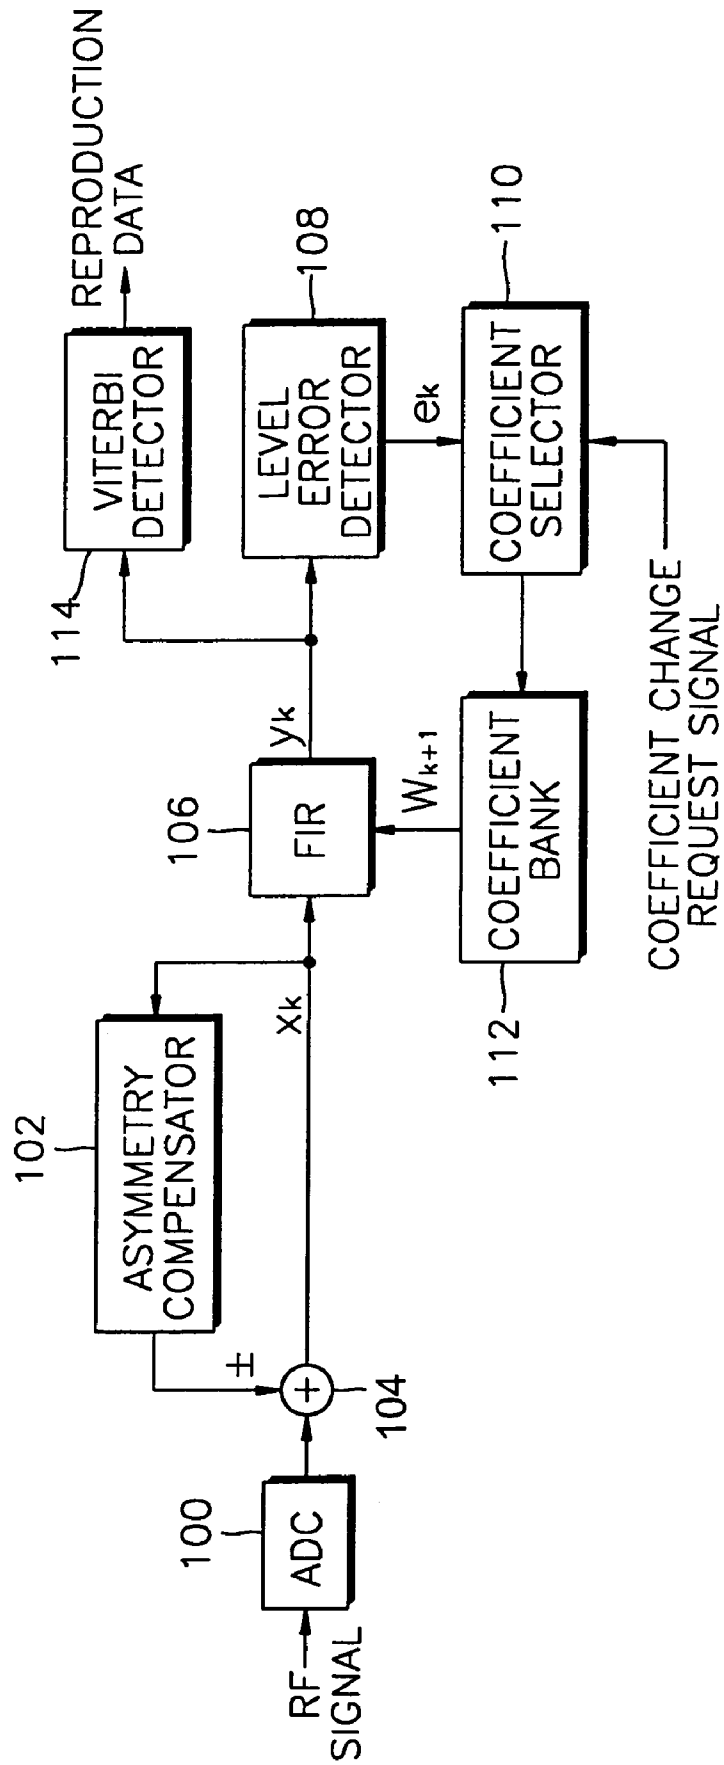 RF
SIGNAL
100
ADC
104
+
±
102
ASYMMETRY
COMPENSATOR
xk
106
FIR
yk
114
VITERBI
DETECTOR
REPRODUCTION
DATA
108
LEVEL
ERROR
DETECTOR
ek
110
COEFFICIENT
SELECTOR
112
COEFFICIENT
BANK
Wk+1
COEFFICIENT CHANGE
REQUEST SIGNAL